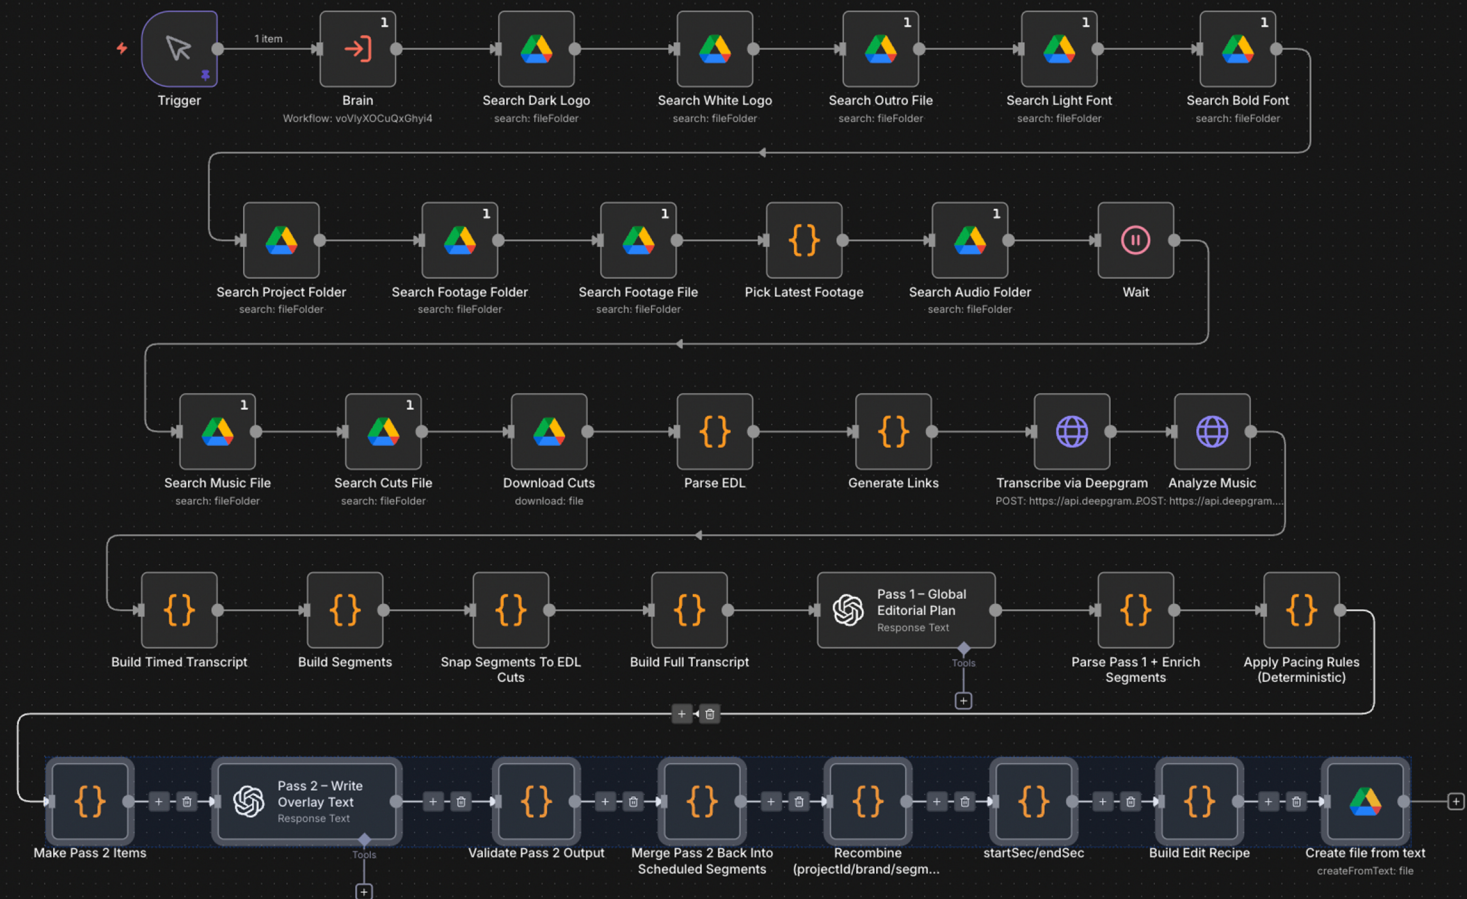 1 item
1
1
1
1
Trigger
Brain
Search Dark Logo
Search White Logo
Search Outro File
Search Light Font
Search Bold Font
Workflow: voVlyXOCuQxGhyi4
search: fileFolder
search: fileFolder
search: fileFolder
search: fileFolder
search: fileFolder
1
1
1
Search Project Folder
Search Footage Folder
Search Footage File
Pick Latest Footage
Search Audio Folder
Wait
search: fileFolder
search: fileFolder
search: fileFolder
search: fileFolder
1
1
Search Music File
Search Cuts File
Download Cuts
Parse EDL
Generate Links
Transcribe via Deepgram
Analyze Music
search: fileFolder
search: fileFolder
download: file
POST: https://api.deepgram...
POST: https://api.deepgram....
Pass 1 – Global
Editorial Plan
Response Text
Tools
Build Timed Transcript
Build Segments
Snap Segments To EDL
Cuts
Build Full Transcript
Parse Pass 1 + Enrich
Segments
Apply Pacing Rules
(Deterministic)
Pass 2 – Write
Overlay Text
Response Text
Tools
Make Pass 2 Items
Validate Pass 2 Output
Merge Pass 2 Back Into
Scheduled Segments
Recombine
(projectId/brand/segm...
startSec/endSec
Build Edit Recipe
Create file from text
createFromText: file